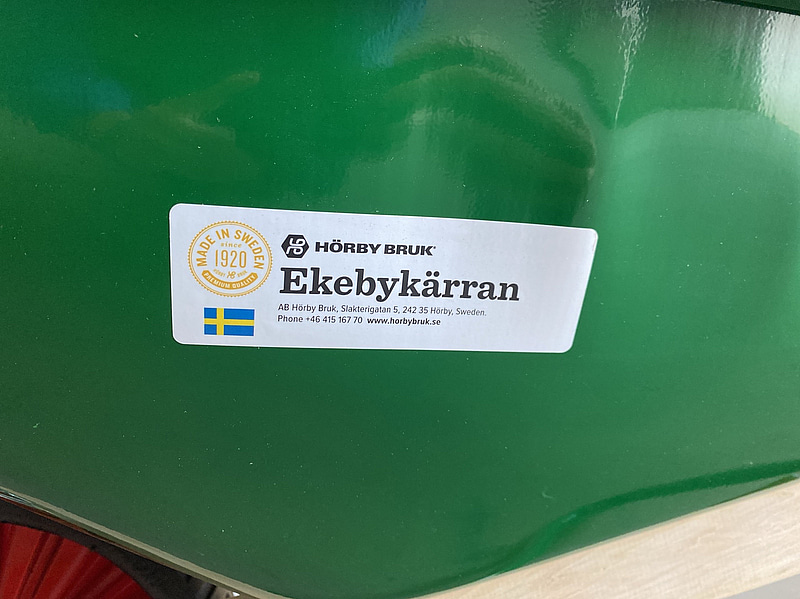 MADE IN SWEDEN
since
1920
PREMIUM QUALITY
HÖRBY BRUK
Ekebykärran
AB Hörby Bruk, Slakterigatan 5, 242 35 Hörby, Sweden.
Phone +46 415 167 70 www.horbybruk.se